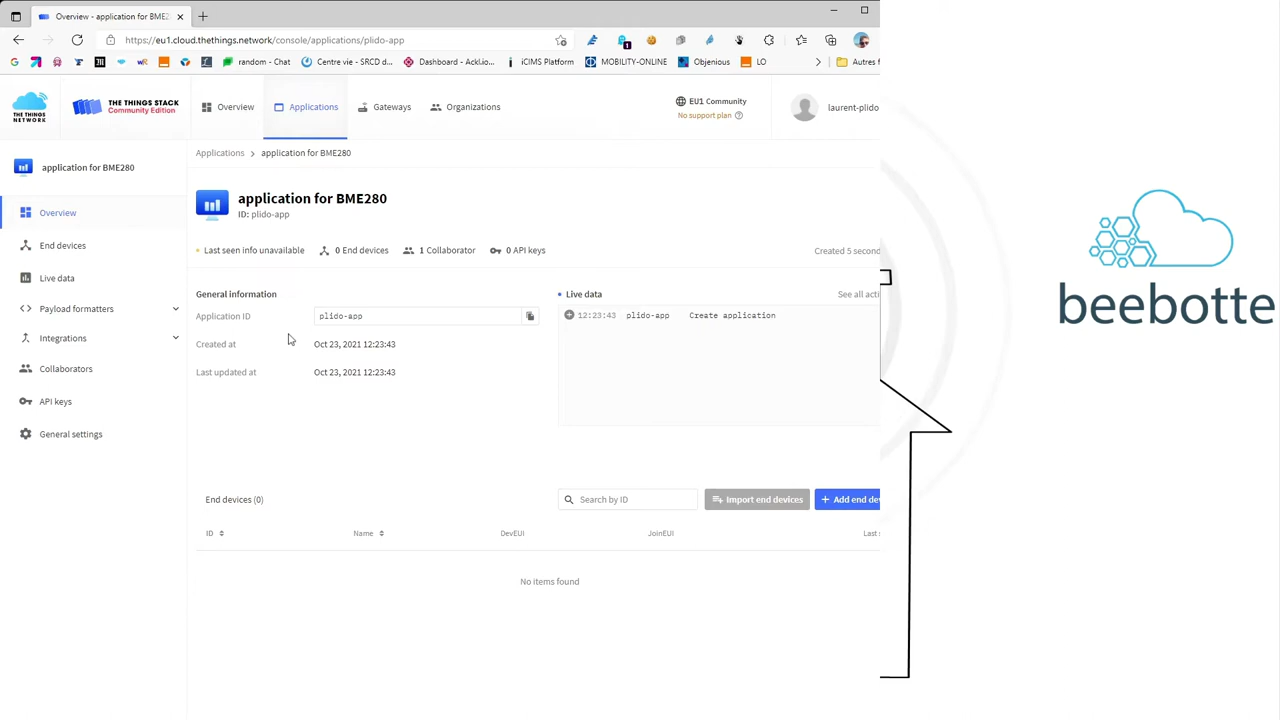 Overview - application for BME28
https://eu1.cloud.thethings.network/console/applications/plido-app
random - Chat
Centre vie - SRCD d...
Dashboard - Ackl.io...
iCIMS Platform
MOBILITY-ONLINE
Objenious
LO
Autres f
THE THINGS NETWORK
THE THINGS STACK
Community Edition
Overview
Applications
Gateways
Organizations
EU1 Community
No support plan
laurent-plido
application for BME280
Applications > application for BME280
application for BME280
ID: plido-app
Overview
End devices
Live data
Payload formatters
Integrations
Collaborators
API keys
General settings
Last seen info unavailable
0 End devices
1 Collaborator
0 API keys
Created 5 second
General information
Application ID
plido-app
Created at
Oct 23, 2021 12:23:43
Last updated at
Oct 23, 2021 12:23:43
Live data
See all acti
12:23:43 plido-app Create application
End devices (0)
Search by ID
Import end devices
+ Add end dev
ID
Name
DevEUI
JoinEUI
Last s
No items found
beebotte